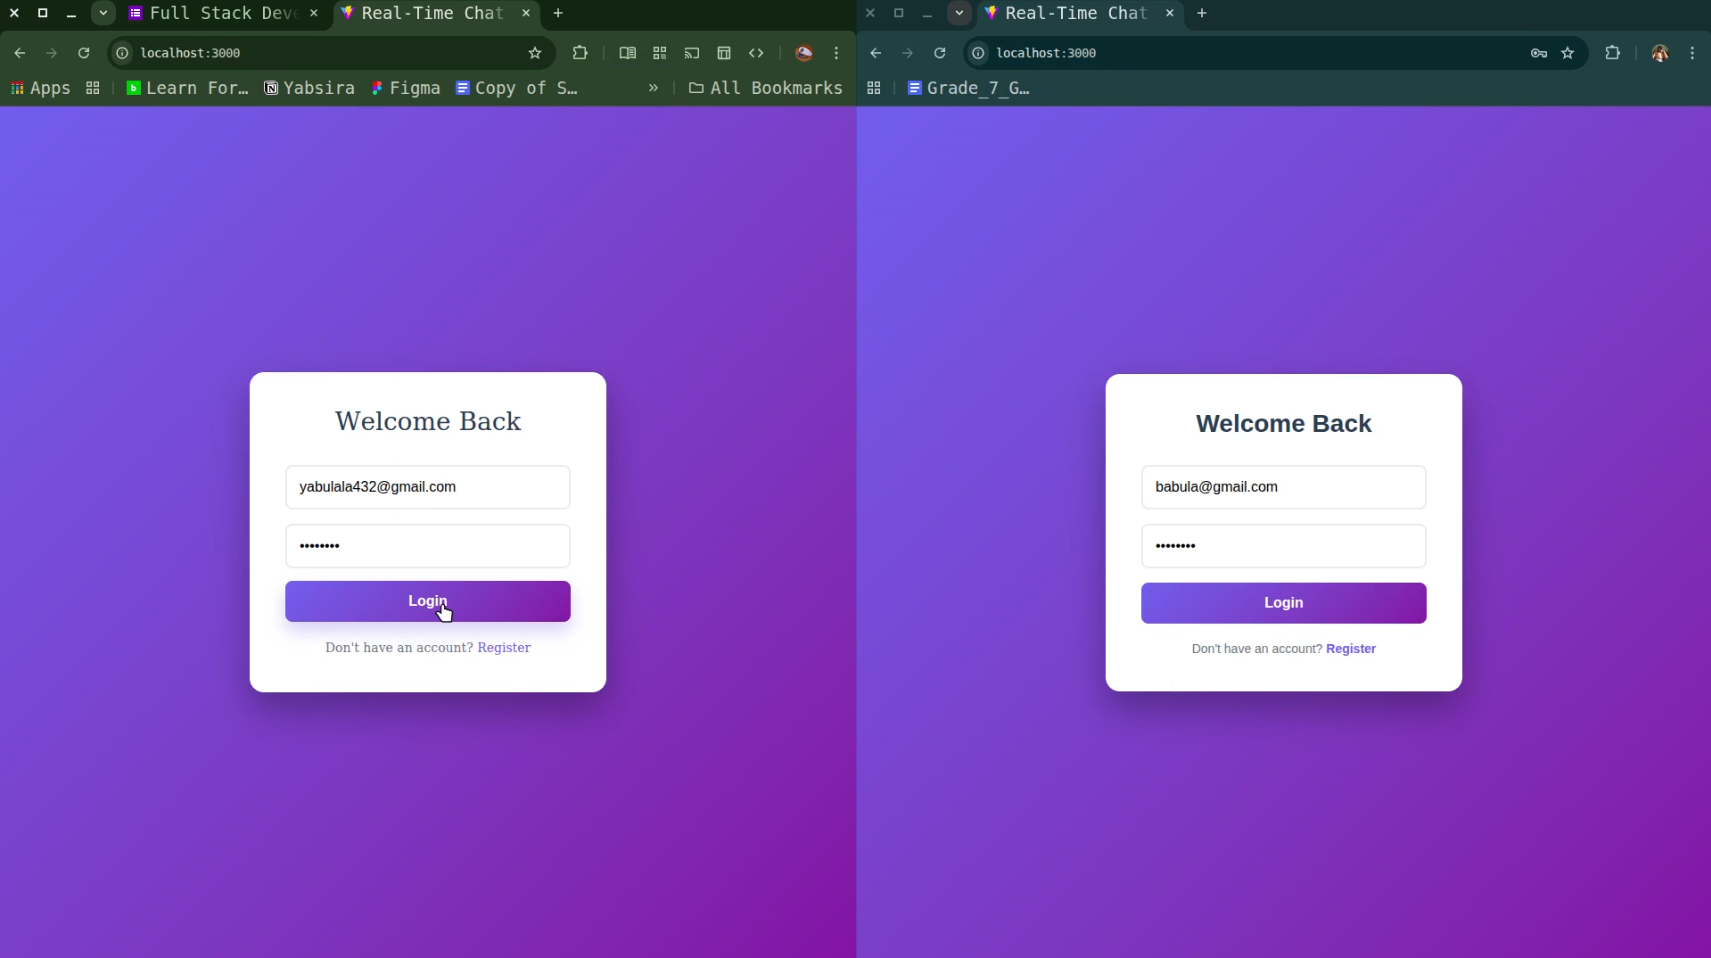 Full Stack Dev
Real-Time Chat
localhost:3000
Apps
Learn For...
Yabsira
Figma
Copy of S...
»
All Bookmarks
Welcome Back
yabulala432@gmail.com
••••••••
Login
Don't have an account? Register
Real-Time Chat
localhost:3000
Grade_7_G...
Welcome Back
babula@gmail.com
••••••••
Login
Don't have an account? Register